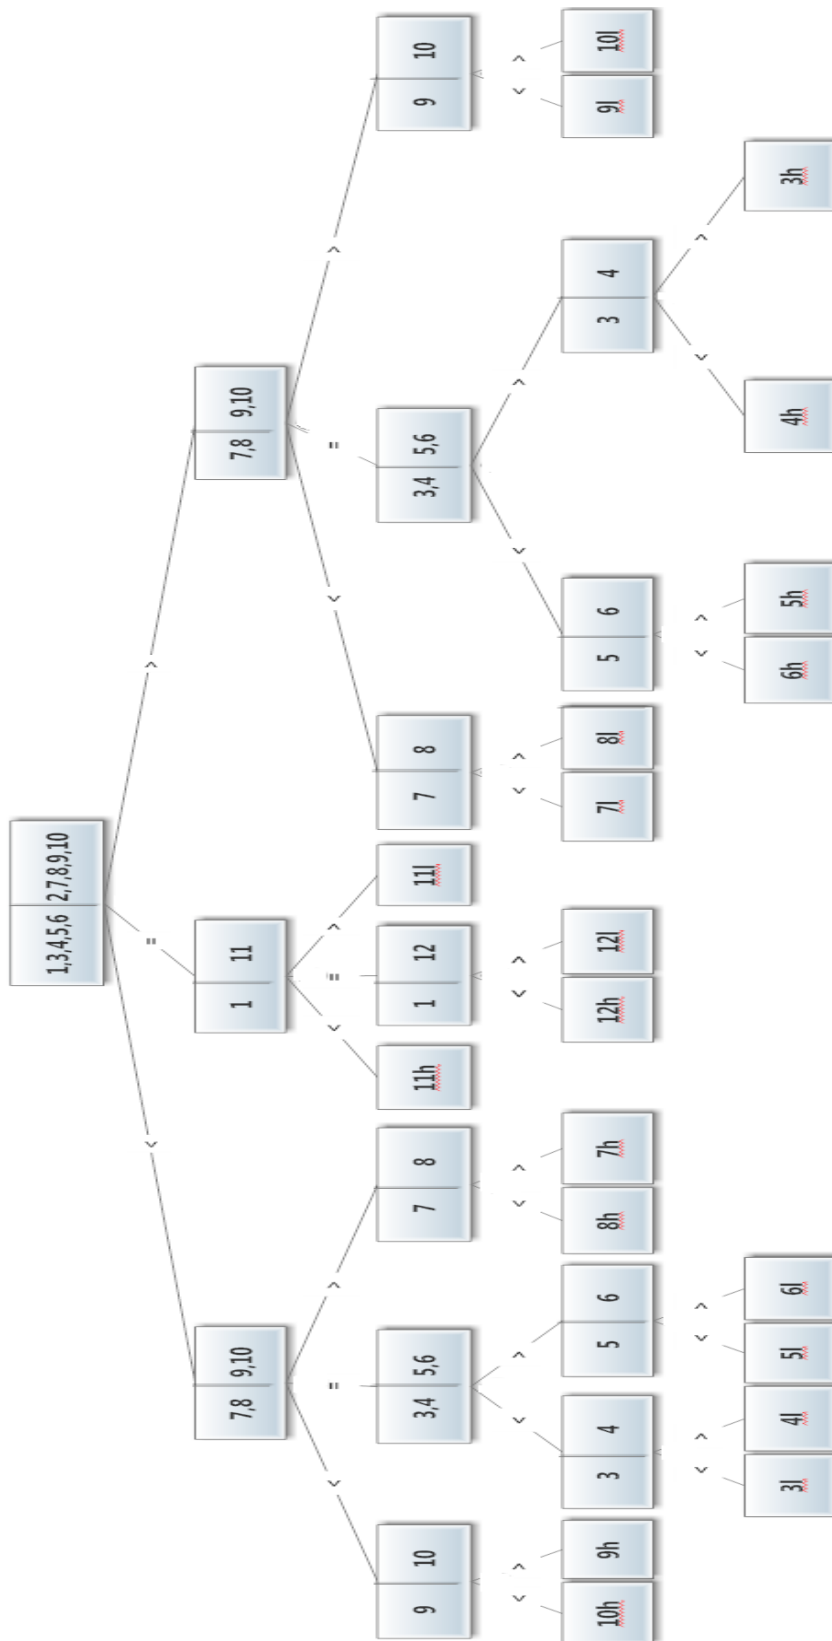 1,3,4,5,6 2,7,8,9,10
< = >
7,8 9,10 1 11 7,8 9,10
< = > < = > < = >
9 10 3,4 5,6 7 8 11h 1 12 11l 7 8 3,4 5,6 9 10
< > < > < > < > < > < > < >
10h 9h 3 4 5 6 8h 7h 12h 12l 7l 8l 5 6 3 4 9l 10l
< > < > < > < >
3l 4l 5l 6l 6h 5h 4h 3h